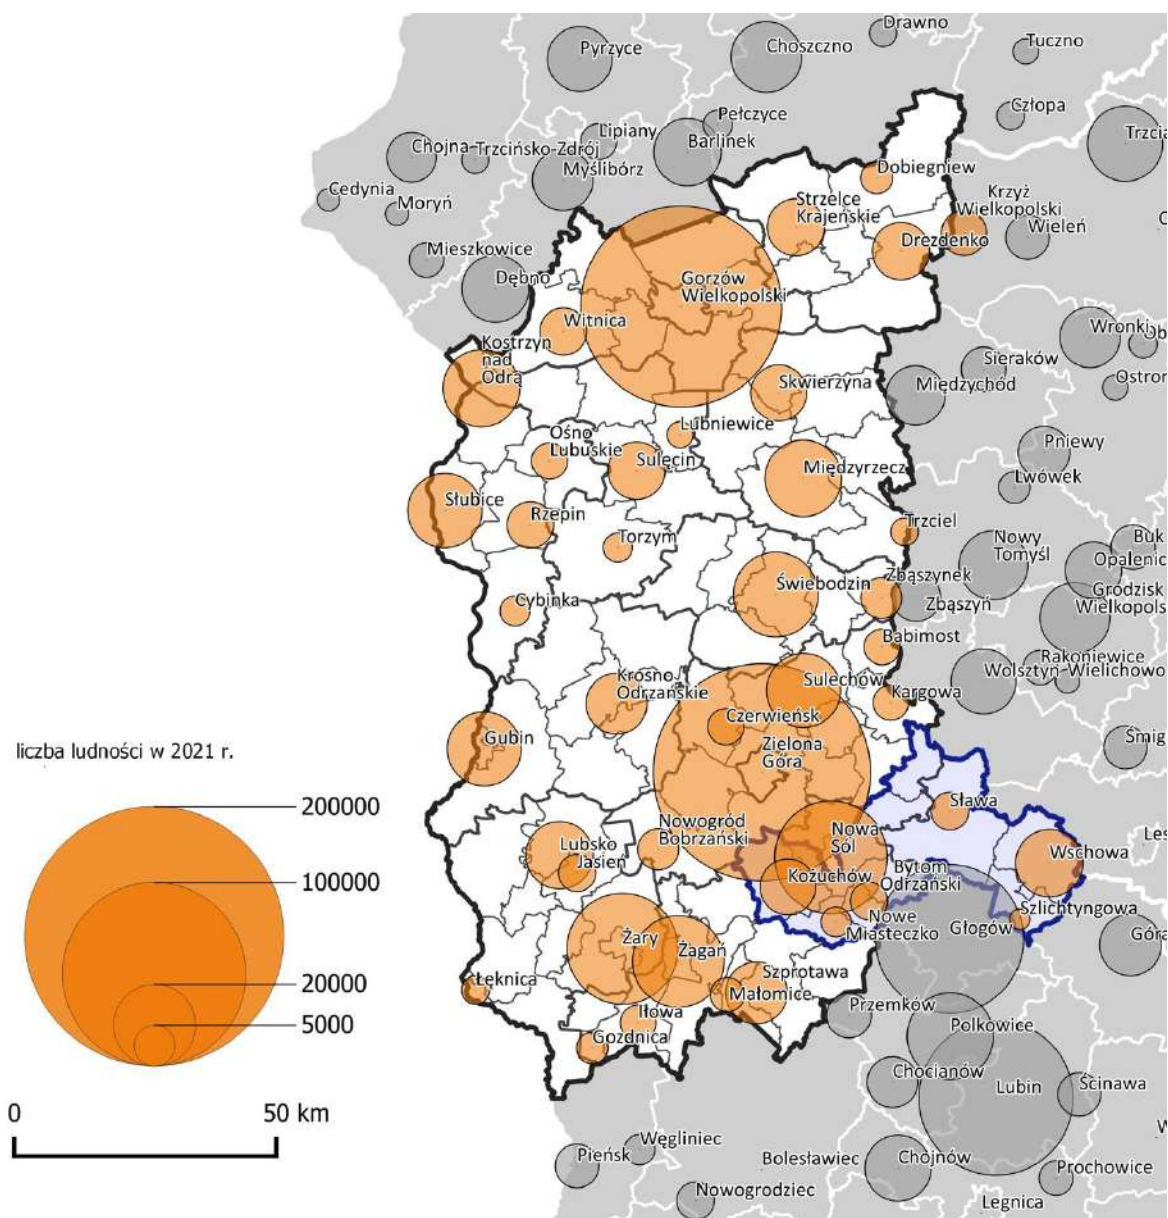 Drawno
Pyrzyce
Choszczno
Tuczno
Człopa
Pełczyce
Lipiany
Barlinek
Trzcia
Chojna
Trzcińsko-Zdrój
Myślibórz
Dobiegniew
Cedynia
Moryń
Strzelce
Krajeńskie
Krzyż
Wielkopolski
Wieleń
Drezdenko
Mieszkowice
Dębno
Gorzów
Wielkopolski
Witnica
Wronki
Ob
Kostrzyn
nad
Odrą
Sieraków
Skwierzyna
Międzychód
Ostror
Lubniewice
Ośno
Lubuskie
Sulęcin
Pniewy
Międzyrzecz
Lwówek
Słubice
Rzepin
Trzciel
Torzym
Nowy
Tomyśl
Buk
Opalenic
Świebodzin
Zbąszynek
Zbąszyń
Grodzisk
Wielkopols
Cybinka
Babimost
Rakoniewice
Wolsztyn
Wielichowo
Krosno
Odrzańskie
Sulechów
Kargowa
Czerwieńsk
Zielona
Góra
Gubin
Śmig
liczba ludności w 2021 r.
200000
100000
20000
5000
0
50 km
Sława
Nowogród
Bobrzański
Nowa
Sól
Les
Lubsko
Jasień
Wschowa
Kożuchów
Bytom
Odrzański
Szlichtyngowa
Nowe
Miasteczko
Głogów
Góra
Żary
Żagań
Szprotawa
Łęknica
Małomice
Przemków
Iłowa
Gozdnica
Polkowice
Chocianów
Lubin
Ścinawa
W
Węgliniec
Pieńsk
Bolesławiec
Chojnów
Prochowice
Nowogrodziec
Legnica